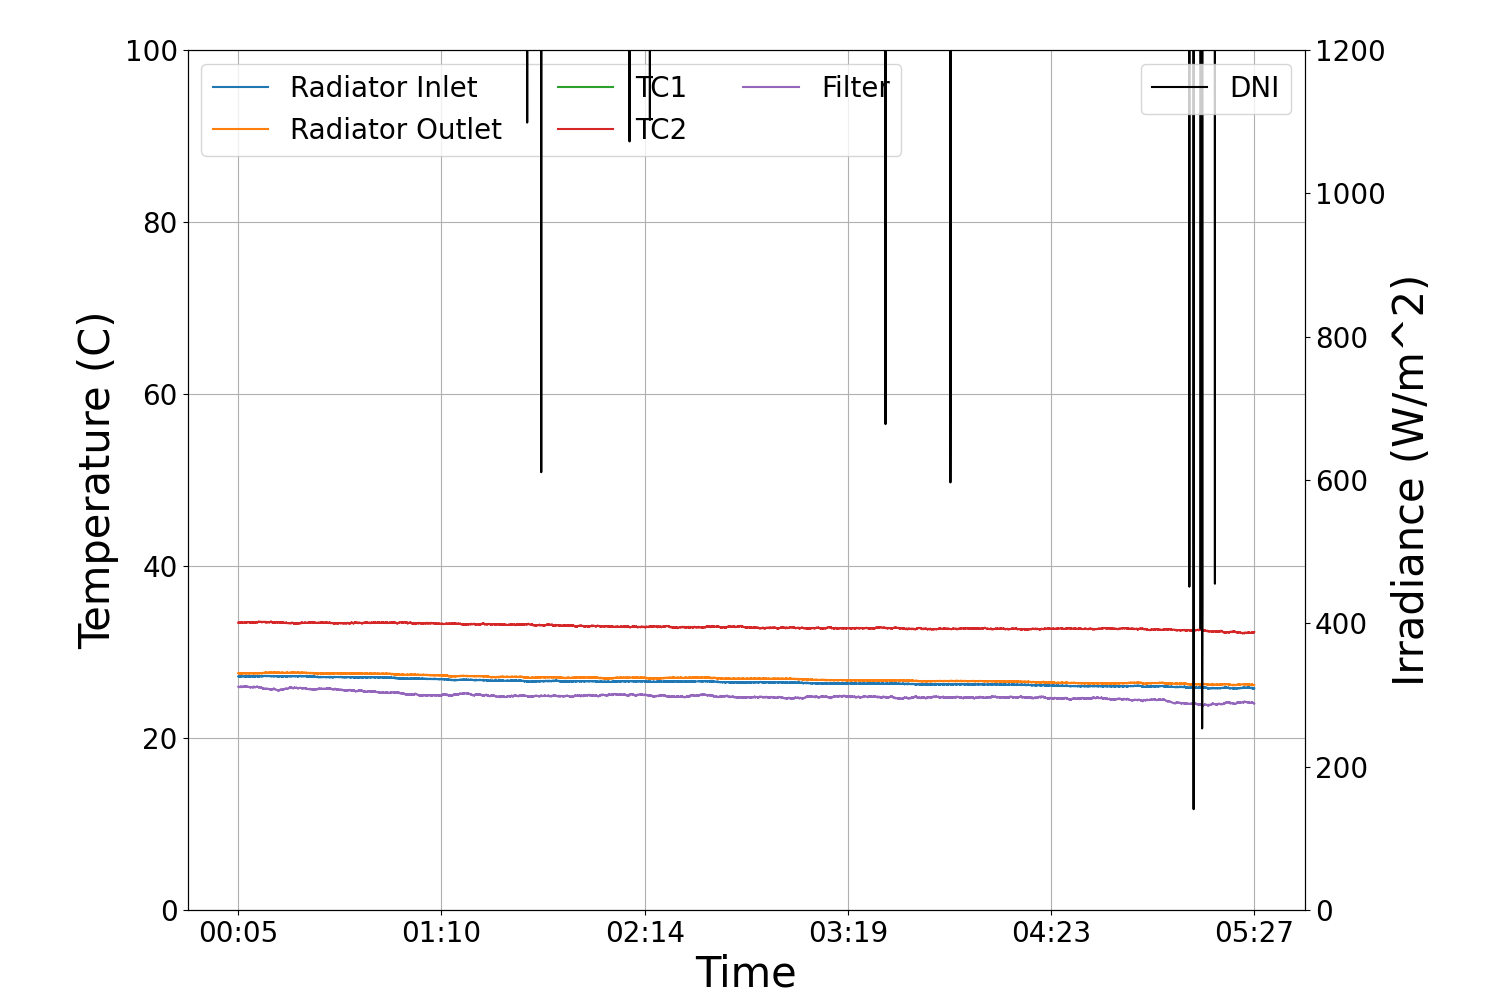 100
80
60
40
20
0
Temperature (C)
Radiator Inlet
Radiator Outlet
TC1
TC2
Filter
DNI
1200
1000
800
600
400
200
0
Irradiance (W/m^2)
00:05 01:10 02:14 03:19 04:23 05:27
Time